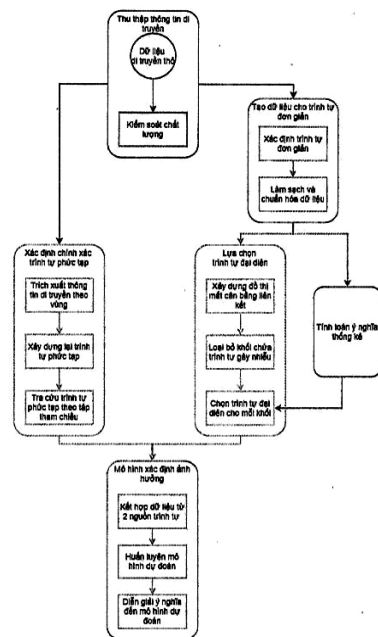 Thu thập thông tin di
truyền
Dữ liệu
di truyền thô
Kiểm soát chất
lượng
Tạo dữ liệu cho trình tự
đơn giản
Xác định trình tự
đơn giản
Làm sạch và
chuẩn hóa dữ liệu
Xác định chính xác
trình tự phức tạp
Trích xuất thông
tin di truyền theo
vùng
Xây dựng lại trình
tự phức tạp
Tra cứu trình tự
phức tạp theo tập
tham chiếu
Lựa chọn
trình tự đại diện
Xây dựng đồ thị
mất cân bằng liên
kết
Loại bỏ khối chứa
trình tự gây nhiễu
Chọn trình tự đại
diện cho mỗi khối
Tính toán ý nghĩa
thống kê
Mô hình xác định ảnh
hưởng
Kết hợp dữ liệu từ
2 nguồn trình tự
Huấn luyện mô
hình dự đoán
Diễn giải ý nghĩa
đến mô hình dự
đoán